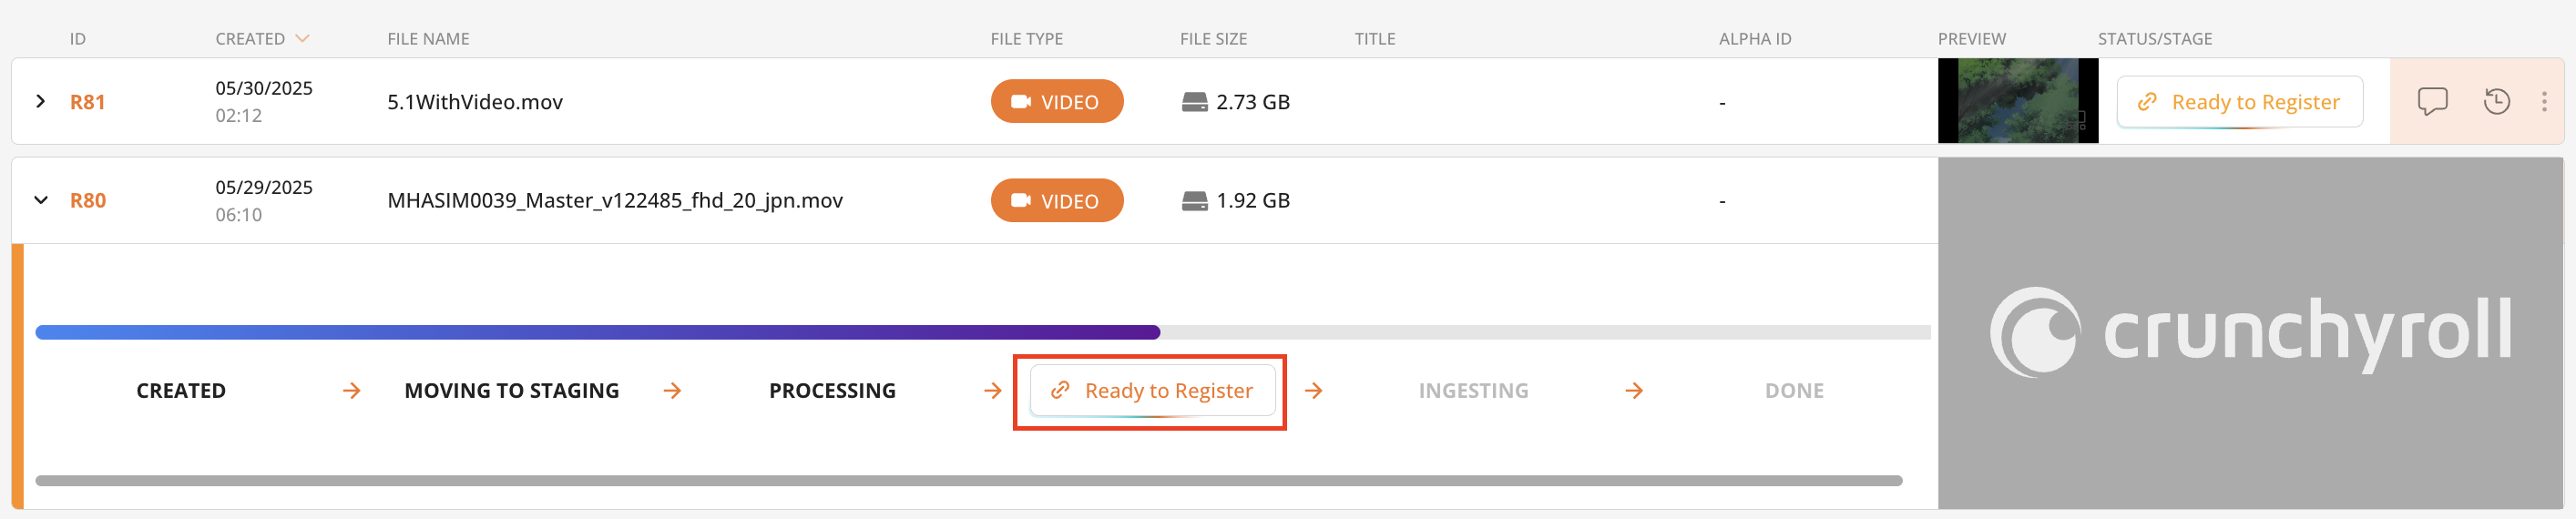 ID CREATED FILE NAME FILE TYPE FILE SIZE TITLE ALPHA ID PREVIEW STATUS/STAGE
R81 05/30/2025 5.1WithVideo.mov VIDEO 2.73 GB - Ready to Register
02:12
R80 05/29/2025 MHASIM0039_Master_v122485_fhd_20_jpn.mov VIDEO 1.92 GB -
06:10
crunchyroll
CREATED → MOVING TO STAGING → PROCESSING → Ready to Register → INGESTING → DONE